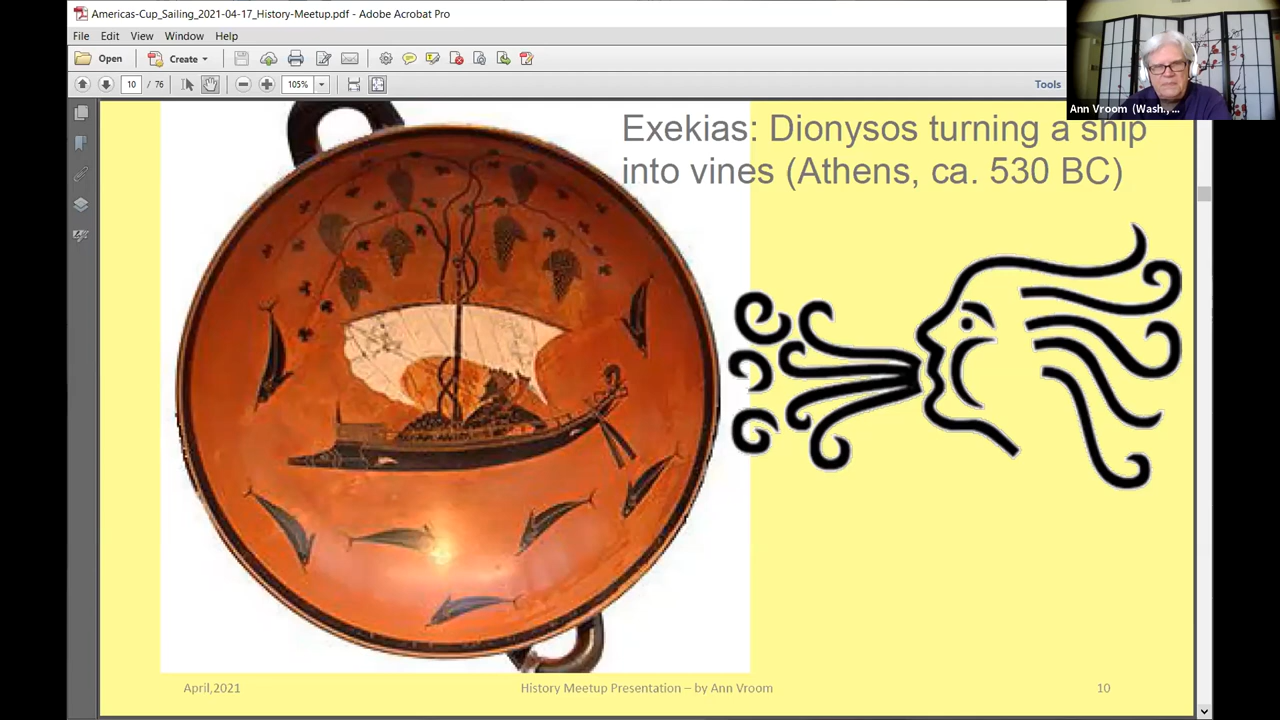 Americas-Cup_Sailing_2021-04-17_History-Meetup.pdf - Adobe Acrobat Pro
File Edit View Window Help
Open Create
10 / 76 105% Tools
Ann Vroom (Wash., ...
Exekias: Dionysos turning a ship
into vines (Athens, ca. 530 BC)
April,2021 History Meetup Presentation – by Ann Vroom 10